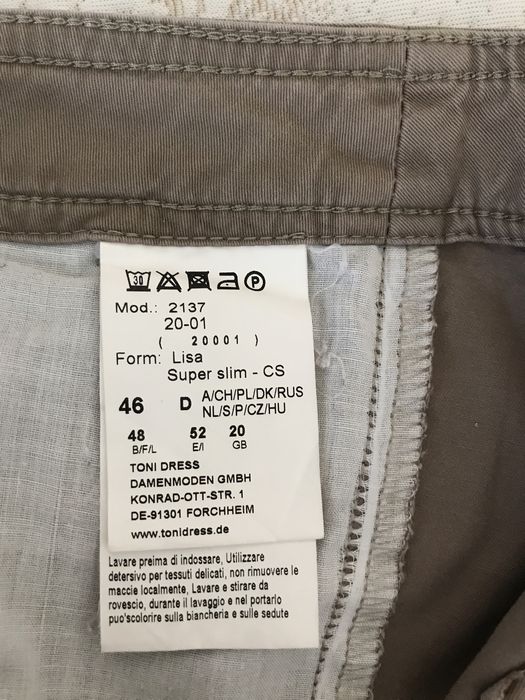 30 P
Mod.: 2137
20-01
( 20001 )
Form: Lisa
Super slim - CS
46 D A/CH/PL/DK/RUS
NL/S/P/CZ/HU
48 52 20
B/F/L E/I GB
TONI DRESS
DAMENMODEN GMBH
KONRAD-OTT-STR. 1
DE-91301 FORCHHEIM
www.tonidress.de
Lavare preima di indossare, Utilizzare
detersivo per tessuti delicati, non rimuovere le
maccie localmente, Lavare e stirare da
rovescio, durante il lavaggio e nel portarlo
puo'scolorire sulla biancheria e sulle sedute